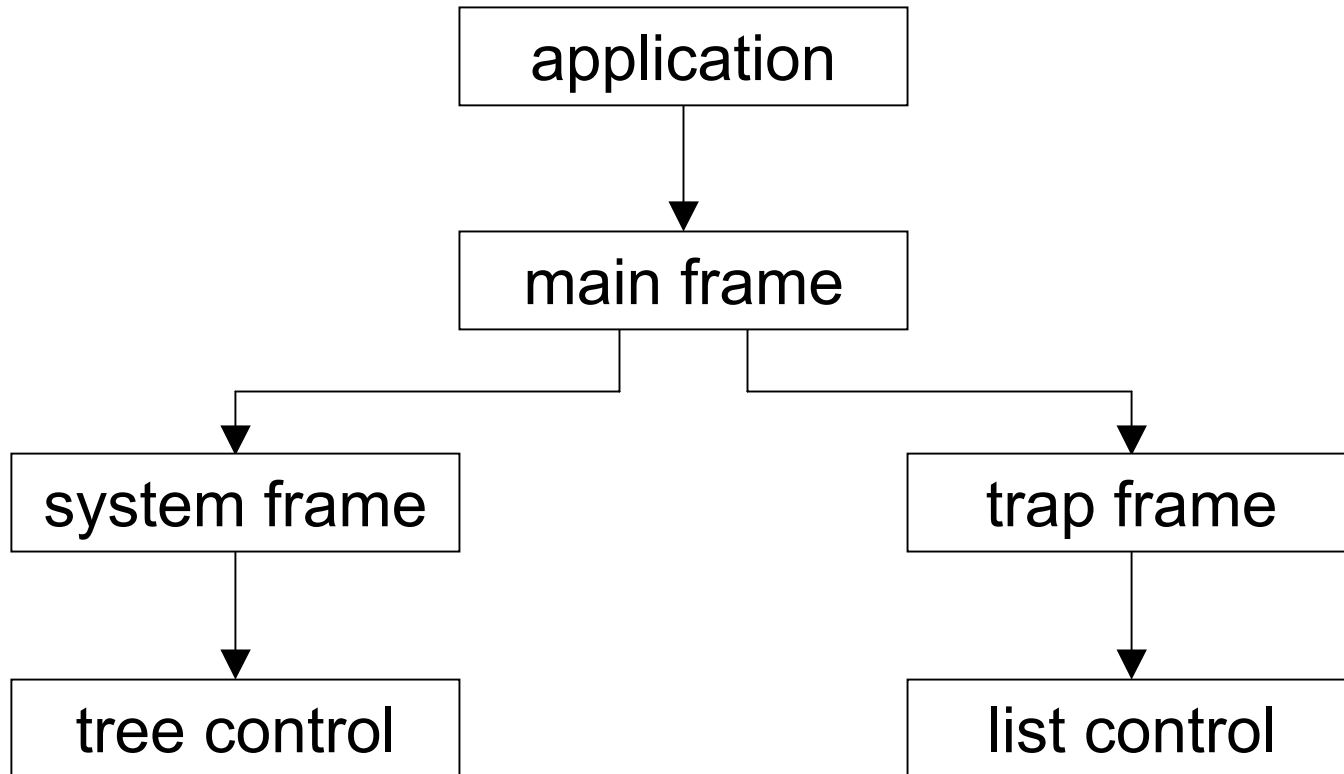 application
main frame
system frame
trap frame
tree control
list control